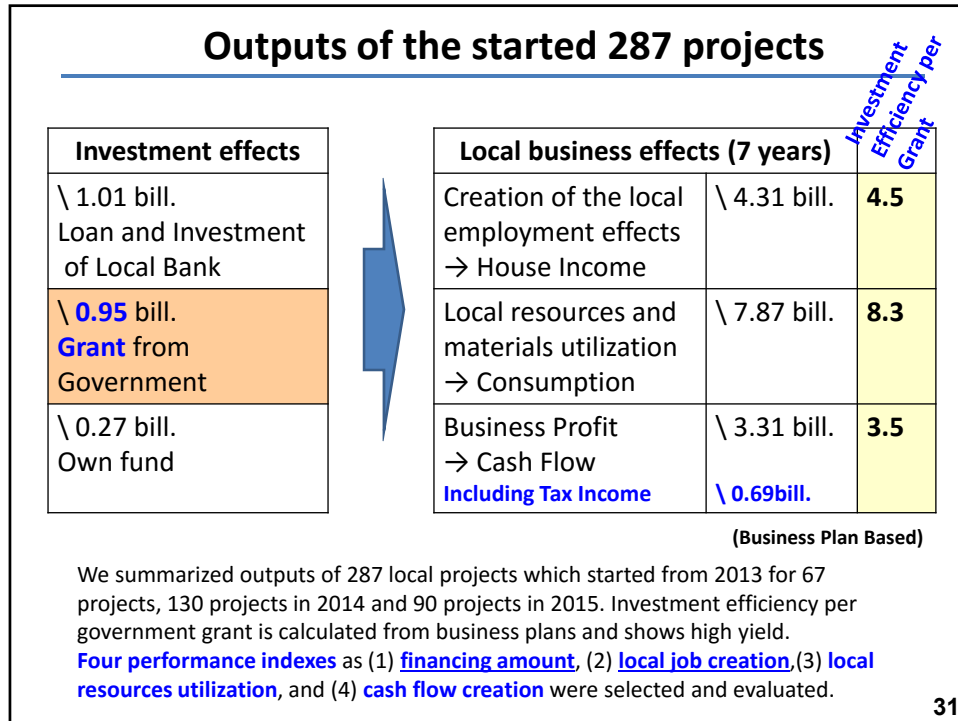 Outputs of the started 287 projects
Investment
Efficiency per
Grant
Investment effects
\ 1.01 bill.
Loan and Investment
of Local Bank
\ 0.95 bill.
Grant from
Government
\ 0.27 bill.
Own fund
Local business effects (7 years)
Creation of the local
employment effects
→ House Income
\ 4.31 bill.
4.5
Local resources and
materials utilization
→ Consumption
\ 7.87 bill.
8.3
Business Profit
→ Cash Flow
Including Tax Income
\ 3.31 bill.
\ 0.69bill.
3.5
(Business Plan Based)
We summarized outputs of 287 local projects which started from 2013 for 67
projects, 130 projects in 2014 and 90 projects in 2015. Investment efficiency per
government grant is calculated from business plans and shows high yield.
Four performance indexes as (1) financing amount, (2) local job creation,(3) local
resources utilization, and (4) cash flow creation were selected and evaluated.
31